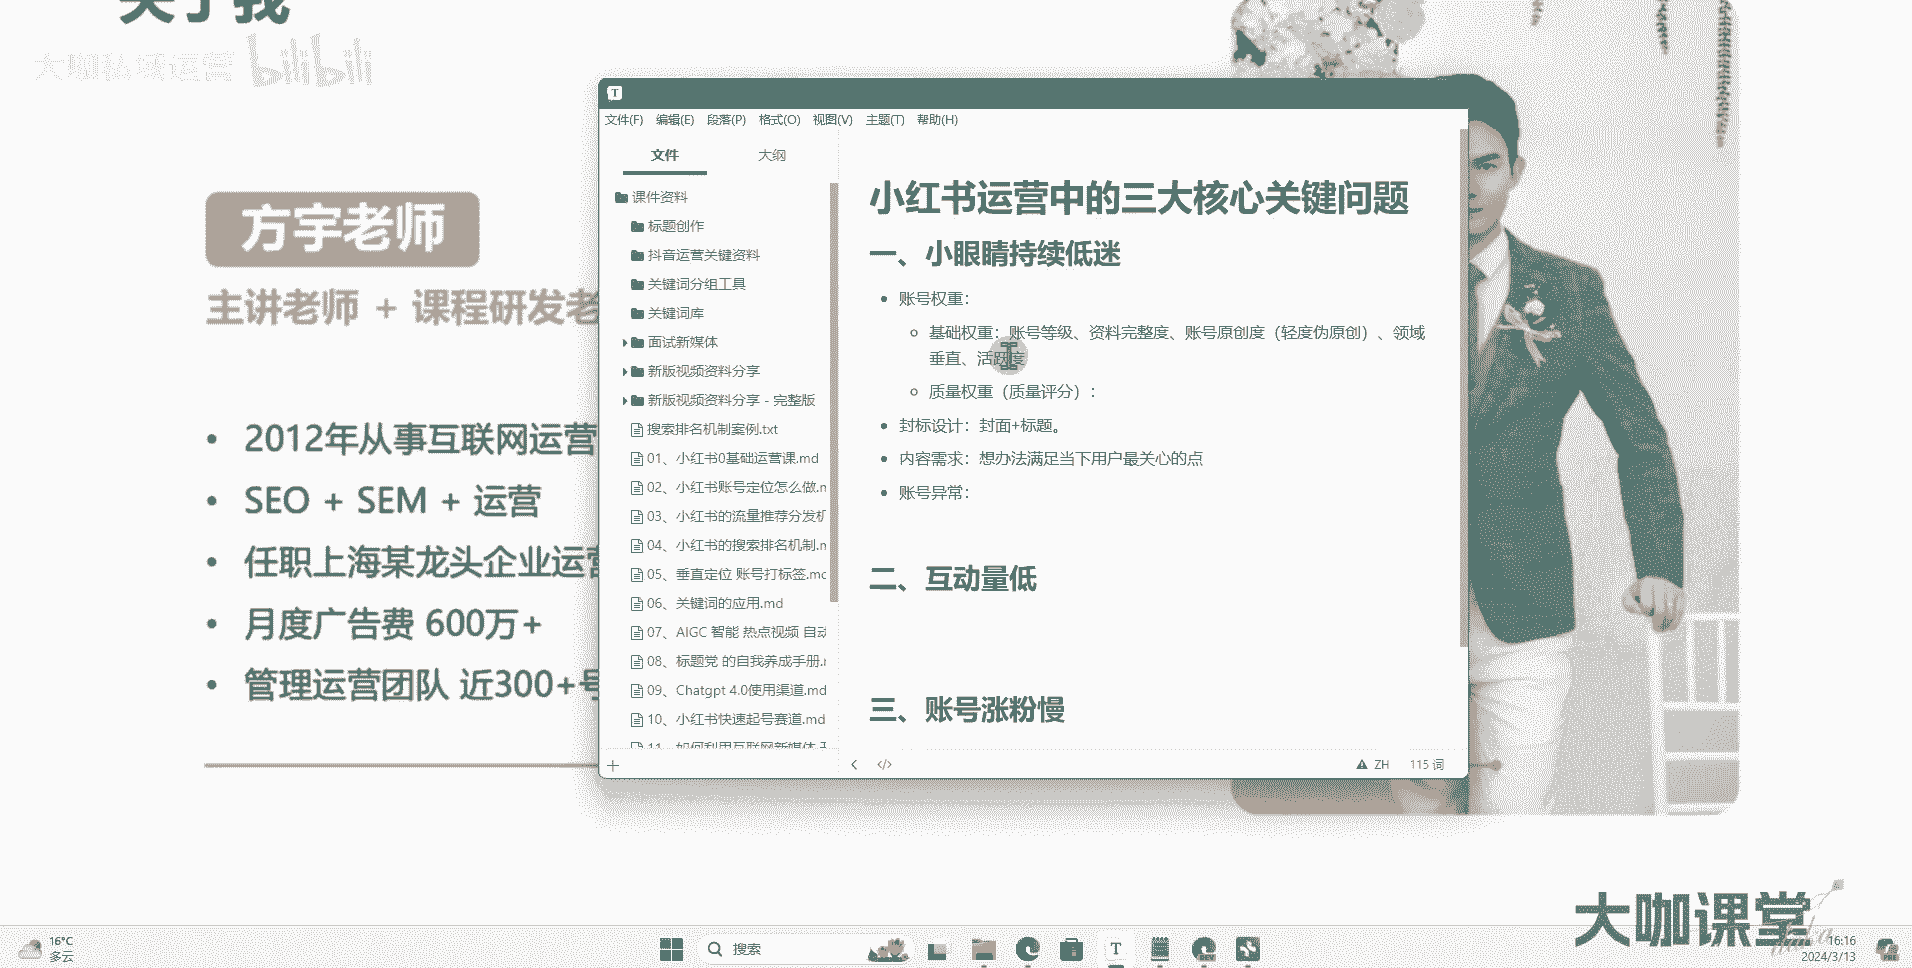 关于我
大咖私域运营 bilibili
方宇老师
主讲老师 + 课程研发老
2012年从事互联网运营
SEO + SEM + 运营
任职上海某龙头企业运营
月度广告费 600万+
管理运营团队 近300+号
T
文件(F) 编辑(E) 段落(P) 格式(O) 视图(V) 主题(T) 帮助(H)
文件 大纲
课件资料
标题创作
抖音运营关键资料
关键词分组工具
关键词库
面试新媒体
新版视频资料分享
新版视频资料分享 - 完整版
搜索排名机制案例.txt
01、小红书0基础运营课.md
02、小红书账号定位怎么做.m
03、小红书的流量推荐分发机
04、小红书的搜索排名机制.m
05、垂直定位 账号打标签.md
06、关键词的应用.md
07、AIGC 智能 热点视频 自动
08、标题党 的自我养成手册.m
09、Chatgpt 4.0使用渠道.md
10、小红书快速起号赛道.md
11、如何利用互联网新媒体
小红书运营中的三大核心关键问题
一、小眼睛持续低迷
账号权重：
基础权重：账号等级、资料完整度、账号原创度（轻度伪原创）、领域
垂直、活跃度
质量权重（质量评分）：
封标设计：封面+标题。
内容需求：想办法满足当下用户最关心的点
账号异常：
二、互动量低
三、账号涨粉慢
ZH 115 词
大咖课堂
16°C
多云
搜索
T
DEV
16:16
2024/3/13
PRE